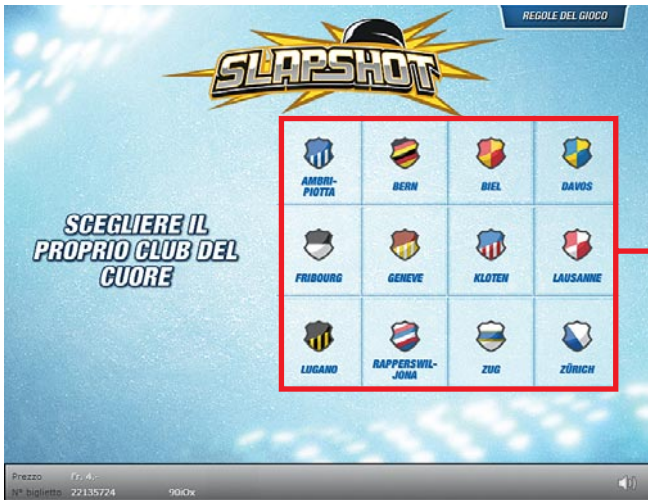 REGOLE DEL GIOCO
SLAPSHOT
SCEGLIERE IL
PROPRIO CLUB DEL
CUORE
AMBRI-
PIOTTA
BERN
BIEL
DAVOS
FRIBOURG
GENEVE
KLOTEN
LAUSANNE
LUGANO
RAPPERSWIL-
JONA
ZUG
ZÜRICH
Prezzo Fr. 4.-
N° biglietto 22135724 90iOx